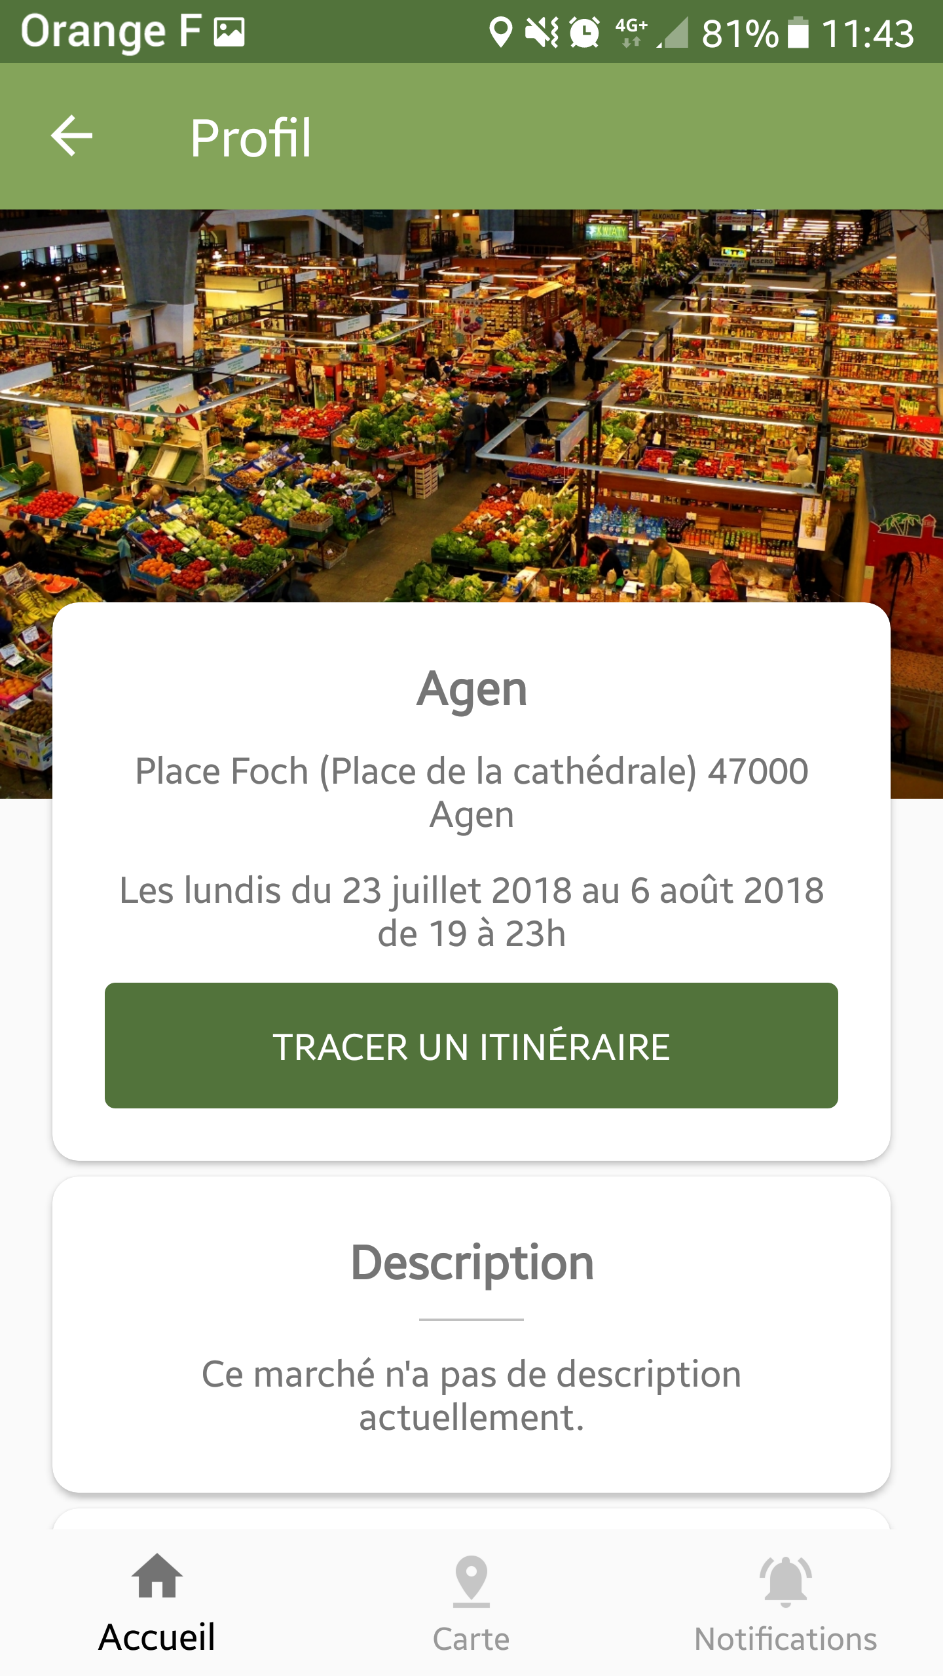 Orange F 4G+ 81% 11:43
Profil
Agen
Place Foch (Place de la cathédrale) 47000
Agen
Les lundis du 23 juillet 2018 au 6 août 2018
de 19 à 23h
TRACER UN ITINÉRAIRE
Description
Ce marché n'a pas de description
actuellement.
Accueil
Carte
Notifications